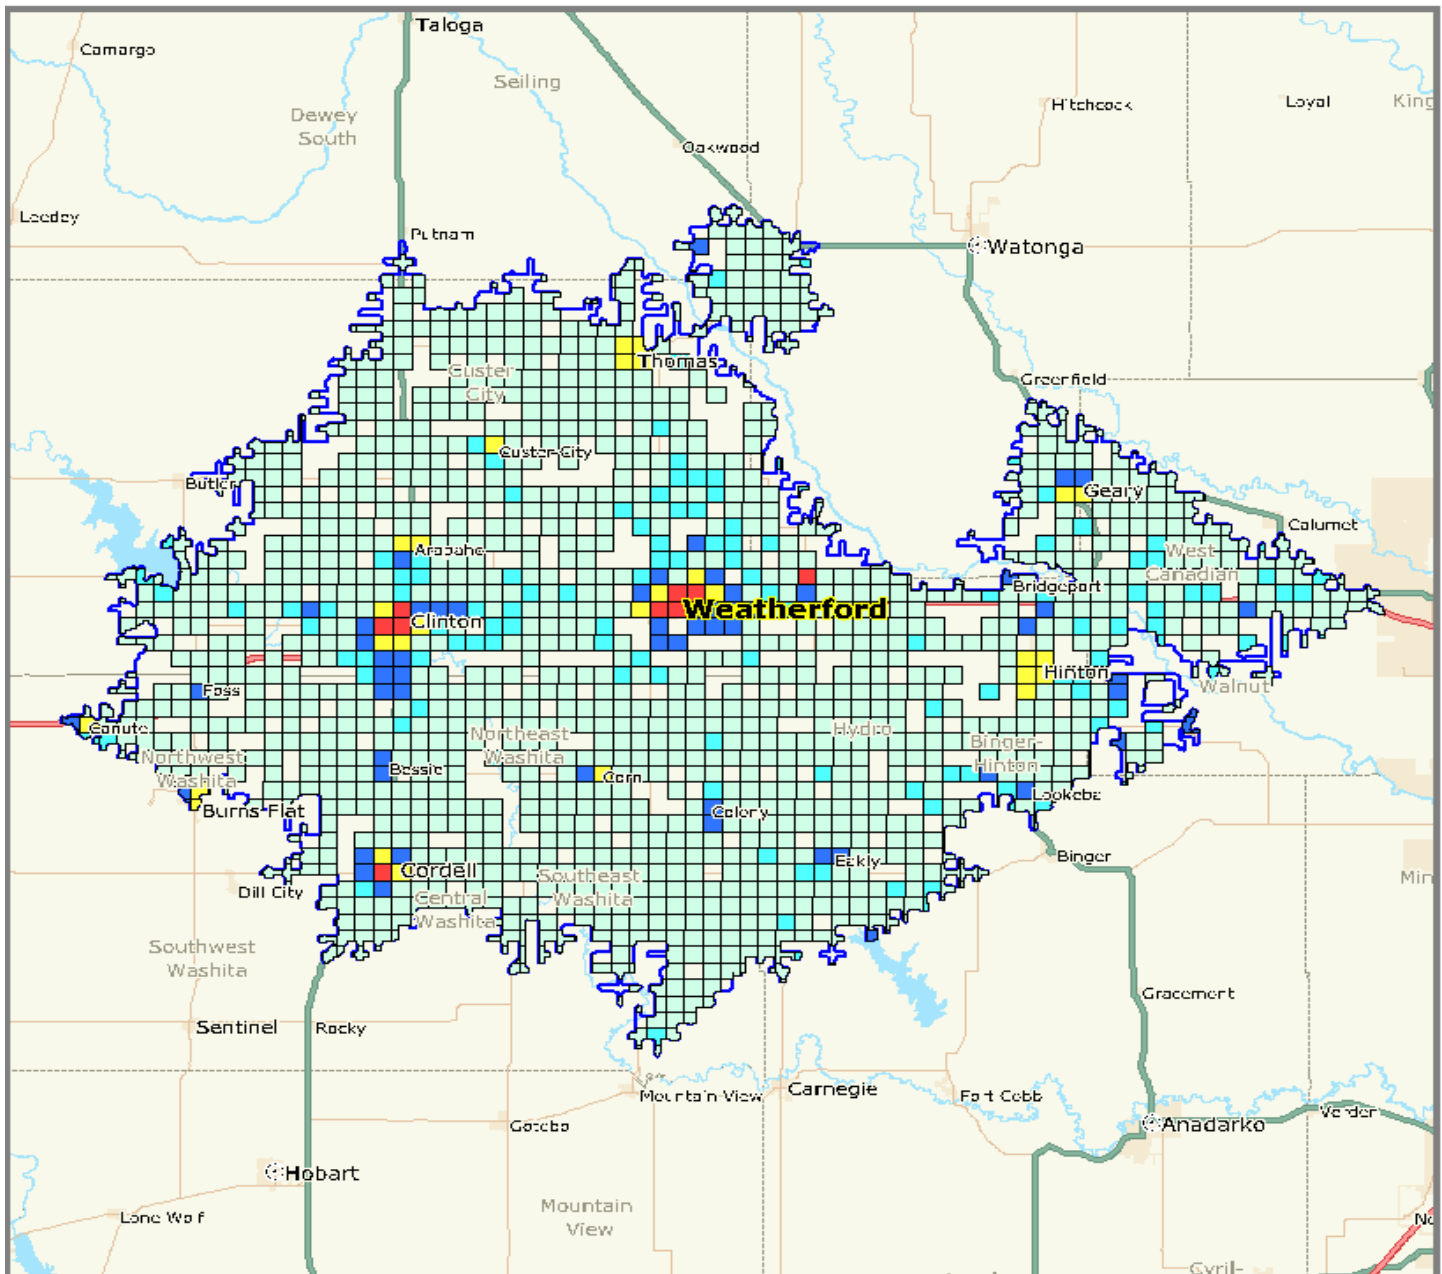 Taloga
Camargo
Seiling
Dewey
South
Hitchcock
Loyal
King
Oakwood
Leedey
Putnam
Watonga
Thomas
Custer
City
Greenfield
Custer City
Butler
Geary
Calumet
Arapaho
West
Canadian
Bridgeport
Weatherford
Clinton
Hinton
Foss
Walnut
Canute
Northeast
Washita
Hydro
Binger-
Hinton
Northwest
Washita
Bessie
Corn
Lookeba
Burns Flat
Colony
Binger
Eakly
Cordell
Southeast
Washita
Min
Dill City
Central
Washita
Southwest
Washita
Gracemont
Sentinel
Rocky
Mountain View
Carnegie
Fort Cobb
Verden
Gotebo
Anadarko
Hobart
Mountain
View
Lone Wolf
No
Cyril-